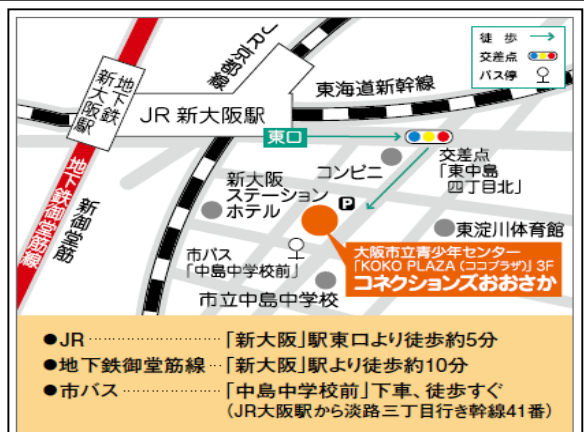 徒 歩
交差点
バス停
JR京都線
東海道新幹線
地下鉄
新大阪駅
JR 新大阪駅
東口
交差点
「東中島
四丁目北」
コンビニ
新大阪
ステーション
ホテル
P
東淀川体育館
地下鉄御堂筋線
新御堂筋
市バス
「中島中学校前」
市立中島中学校
大阪市立青少年センター
「KOKO PLAZA（ココプラザ）」3F
コネクションズおおさか
●JR ……………………「新大阪」駅東口より徒歩約5分
●地下鉄御堂筋線…「新大阪」駅より徒歩約10分
●市バス………………「中島中学校前」下車、徒歩すぐ
（JR大阪駅から淡路三丁目行き幹線41番）